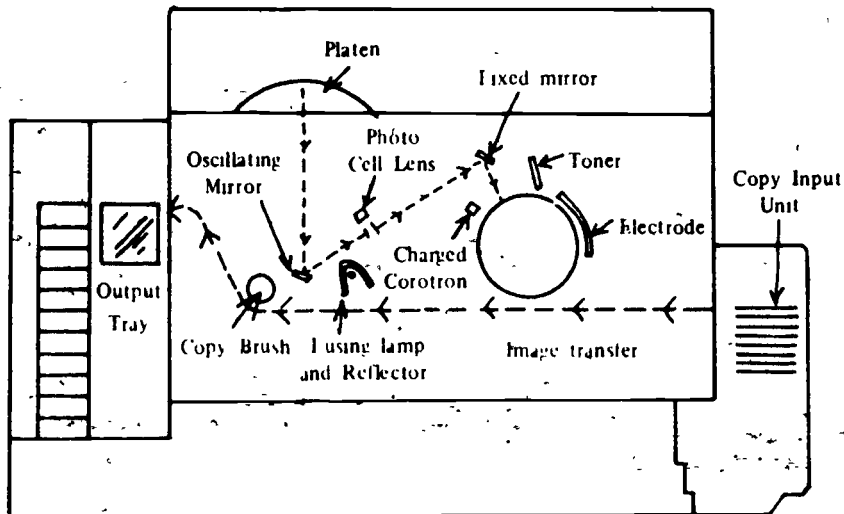 Platen
Fixed mirror
Photo
Cell Lens
Toner
Oscillating
Mirror
Copy Input
Unit
Electrode
Charged
Corotron
Output
Tray
Copy Brush
Fusing lamp
and Reflector
Image transfer